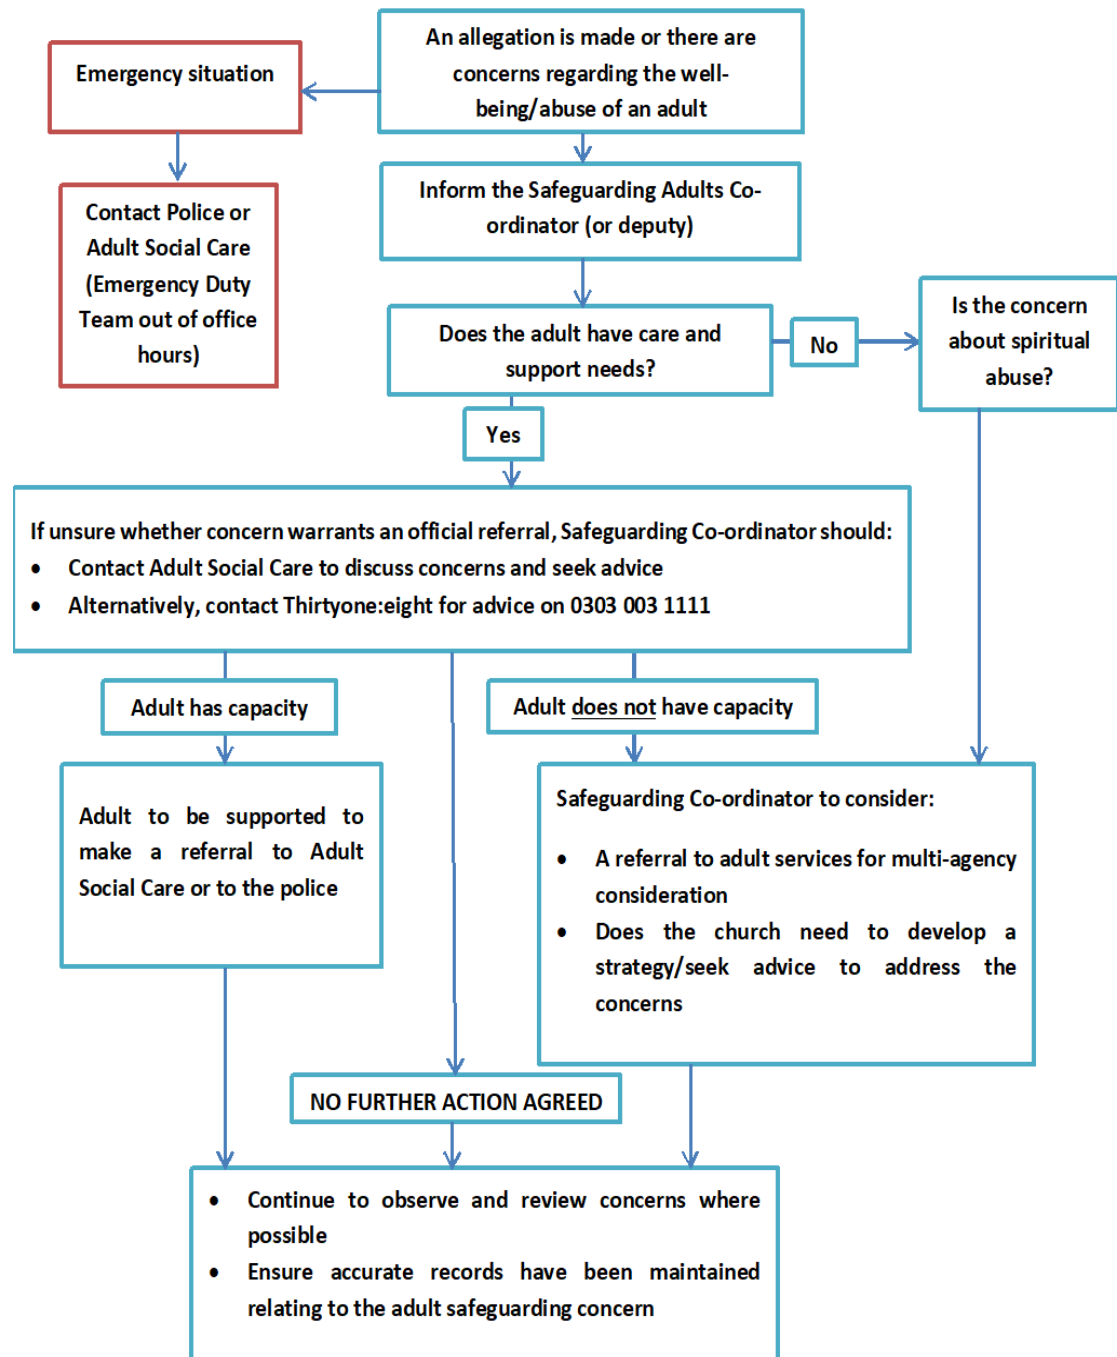 An allegation is made or there are
concerns regarding the well-
being/abuse of an adult
Emergency situation
Inform the Safeguarding Adults Co-
ordinator (or deputy)
Contact Police or
Adult Social Care
(Emergency Duty
Team out of office
hours)
Does the adult have care and
support needs?
No
Is the concern
about spiritual
abuse?
Yes
If unsure whether concern warrants an official referral, Safeguarding Co-ordinator should:
• Contact Adult Social Care to discuss concerns and seek advice
• Alternatively, contact Thirtyone:eight for advice on 0303 003 1111
Adult has capacity
Adult does not have capacity
Adult to be supported to
make a referral to Adult
Social Care or to the police
Safeguarding Co-ordinator to consider:
• A referral to adult services for multi-agency
consideration
• Does the church need to develop a
strategy/seek advice to address the
concerns
NO FURTHER ACTION AGREED
• Continue to observe and review concerns where
possible
• Ensure accurate records have been maintained
relating to the adult safeguarding concern